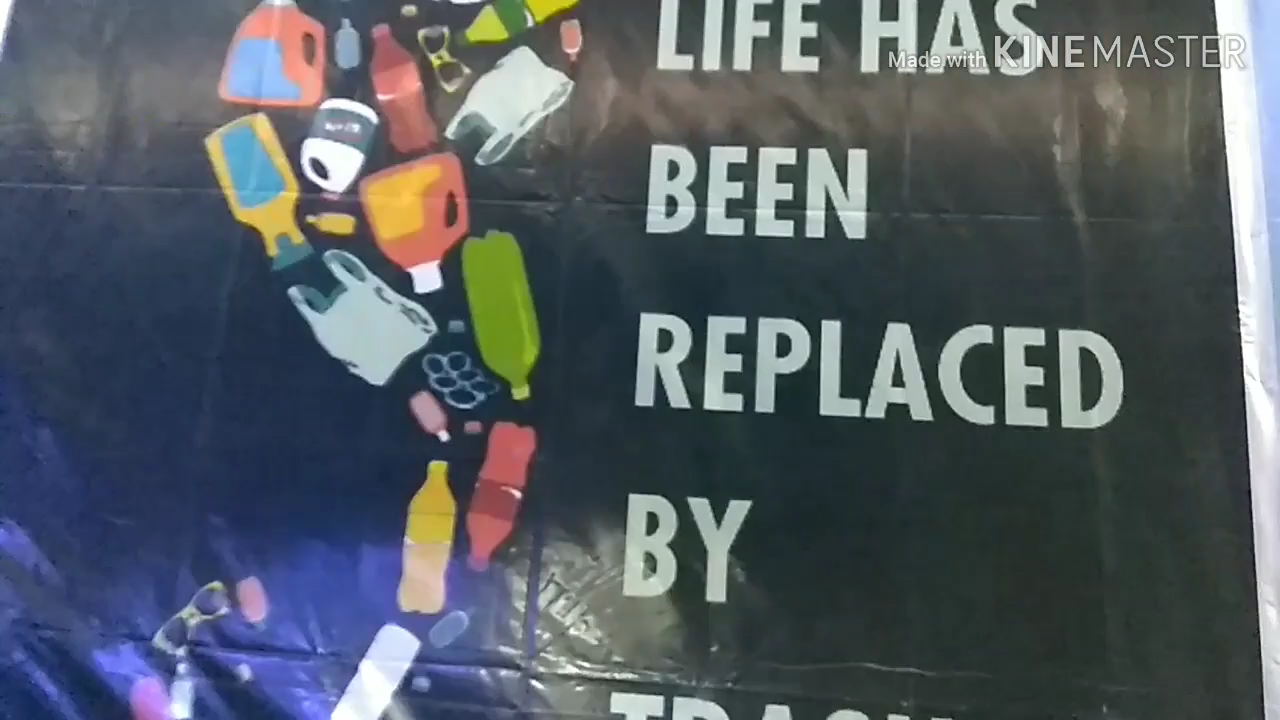 LIFE HAS
Made with KINEMASTER
BEEN
REPLACED
BY
TRASH